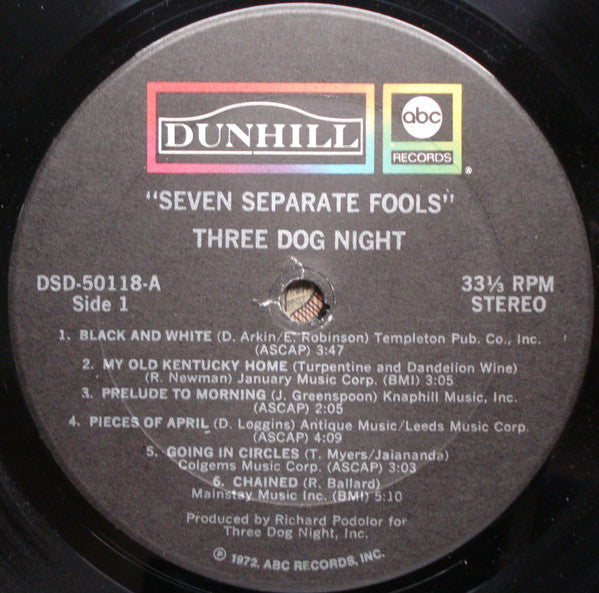 DUNHILL
abc
RECORDS
®
"SEVEN SEPARATE FOOLS"
THREE DOG NIGHT
DSD-50118-A
Side 1
33⅓ RPM
STEREO
1. BLACK AND WHITE (D. Arkin/E. Robinson) Templeton Pub. Co., Inc.
(ASCAP) 3:47
2. MY OLD KENTUCKY HOME (Turpentine and Dandelion Wine)
(R. Newman) January Music Corp. (BMI) 3:05
3. PRELUDE TO MORNING (J. Greenspoon) Knaphill Music, Inc.
(ASCAP) 2:05
4. PIECES OF APRIL (D. Loggins) Antique Music/Leeds Music Corp.
(ASCAP) 4:09
5. GOING IN CIRCLES (T. Myers/Jaiananda)
Colgems Music Corp. (ASCAP) 3:03
6. CHAINED (R. Ballard)
Mainstay Music Inc. (BMI) 5:10
Produced by Richard Podolor for
Three Dog Night, Inc.
℗ 1972, ABC RECORDS, INC.